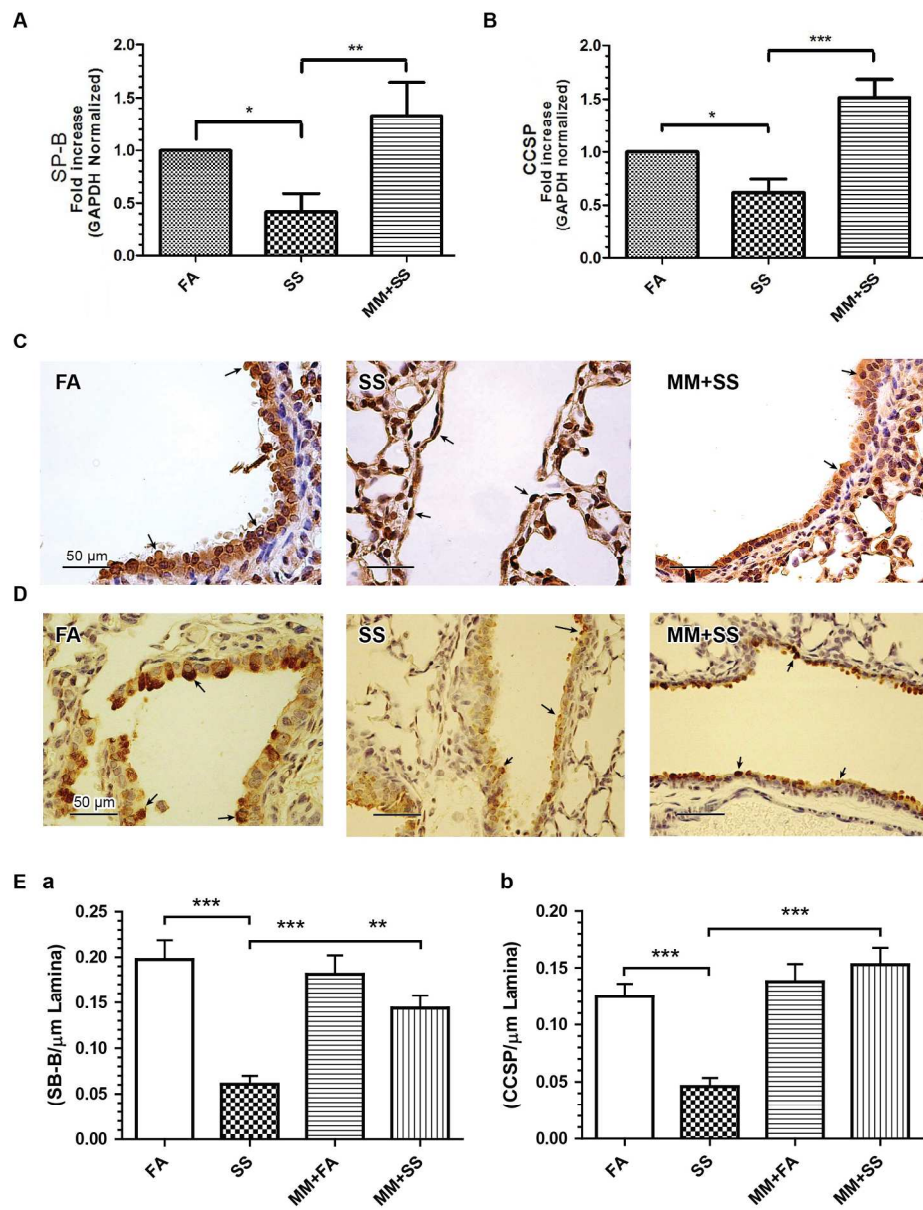 A
SP-B
Fold increase
(GAPDH Normalized)
2.0
1.5
1.0
0.5
0.0
*
**
FA
SS
MM+SS
B
CCSP
Fold increase
(GAPDH normalized)
2.0
1.5
1.0
0.5
0.0
*
***
FA
SS
MM+SS
C
FA
50 µm
SS
MM+SS
D
FA
50 µm
SS
MM+SS
E a
(SB-B/µm Lamina)
0.25
0.20
0.15
0.10
0.05
0.00
***
***
**
FA
SS
MM+FA
MM+SS
b
(CCSP/µm Lamina)
0.20
0.15
0.10
0.05
0.00
***
***
FA
SS
MM+FA
MM+SS